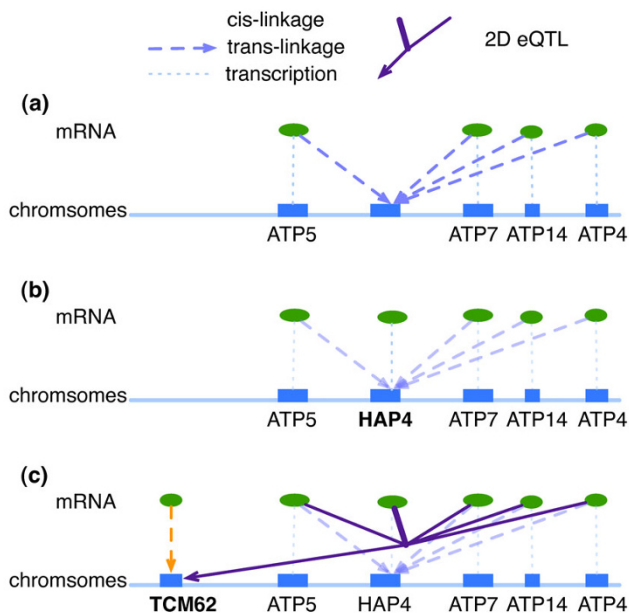 cis-linkage
trans-linkage
transcription
2D eQTL
(a)
mRNA
chromsomes
ATP5 ATP7 ATP14 ATP4
(b)
mRNA
chromsomes
ATP5 HAP4 ATP7 ATP14 ATP4
(c)
mRNA
chromsomes
TCM62 ATP5 HAP4 ATP7 ATP14 ATP4